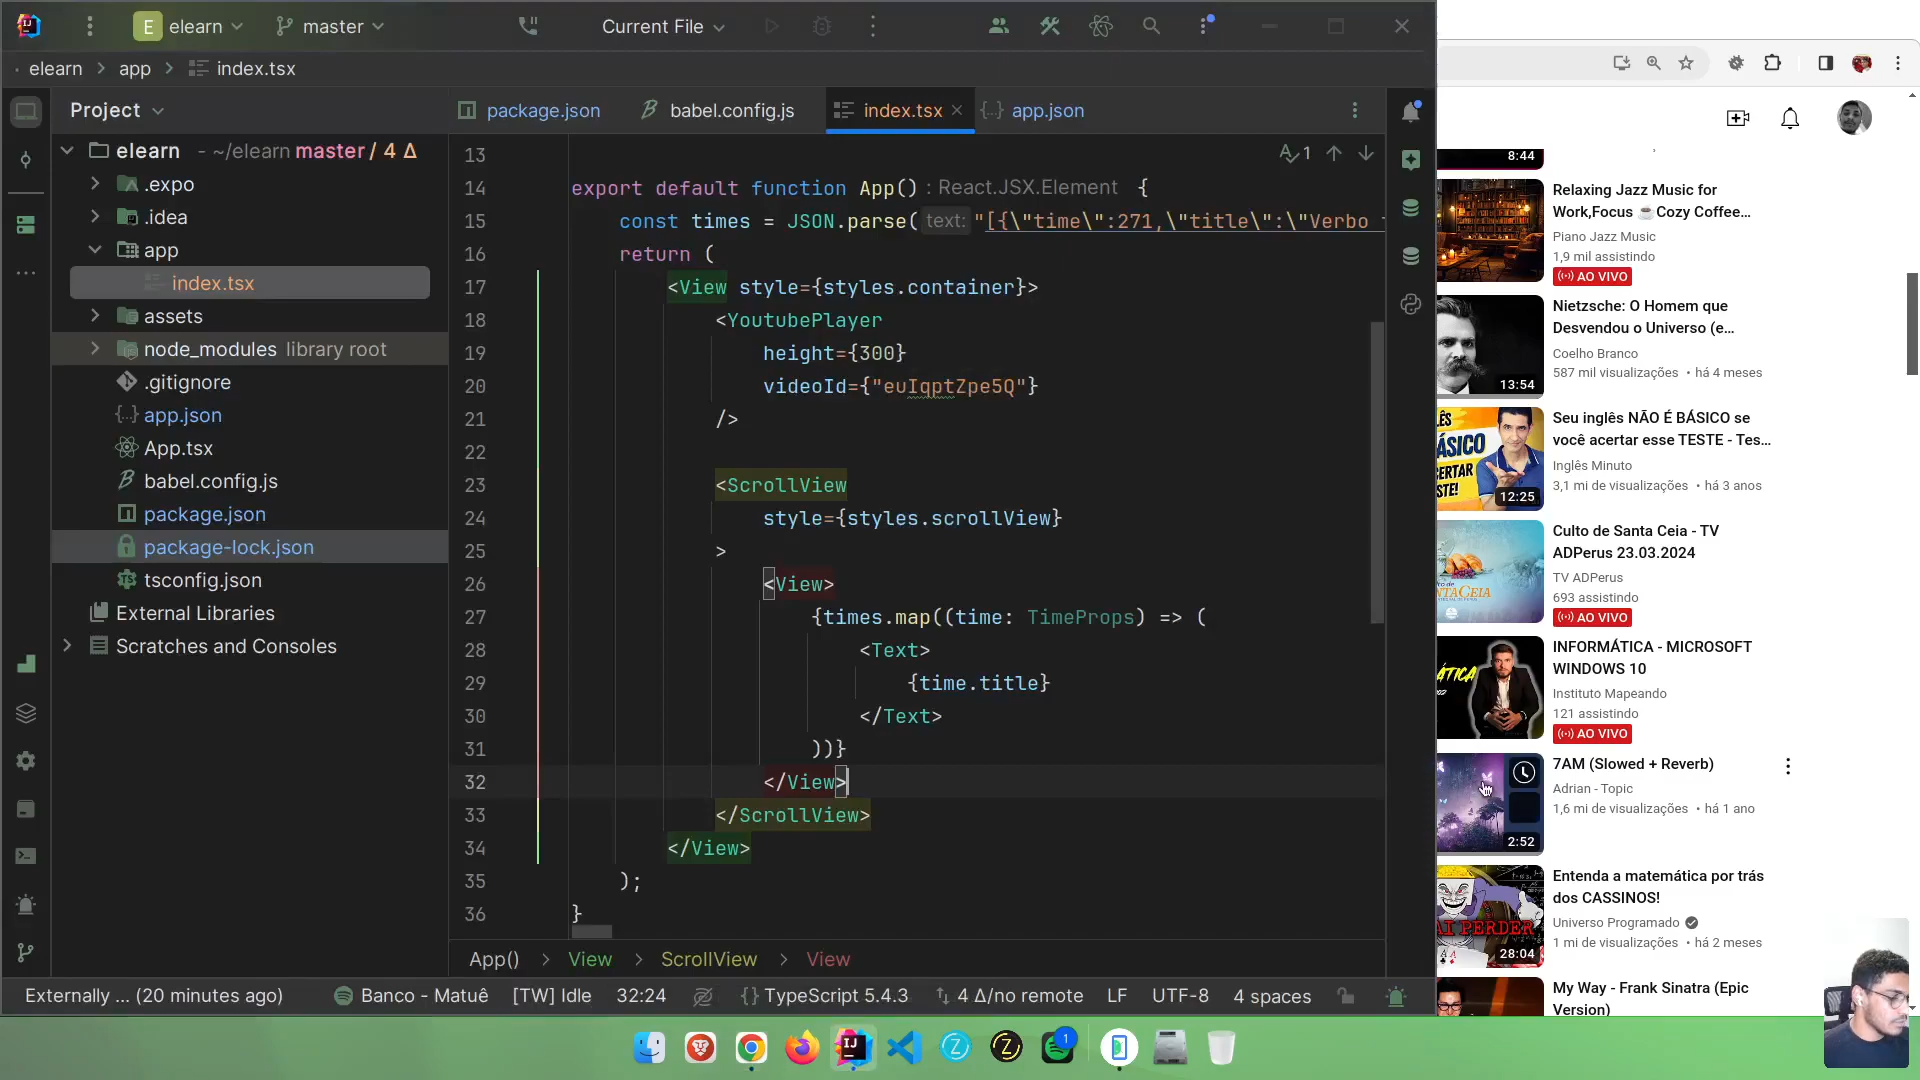 E elearn
master
Current File
elearn > app > index.tsx
Project
package.json
babel.config.js
index.tsx
app.json
elearn - ~/elearn master / 4 Δ
.expo
.idea
app
index.tsx
assets
node_modules library root
.gitignore
app.json
App.tsx
babel.config.js
package.json
package-lock.json
tsconfig.json
External Libraries
Scratches and Consoles
1
13
14 export default function App() : React.JSX.Element {
15 const times = JSON.parse( text: "[{\"time\":271,\"title\":\"Verbo
16 return (
17 <View style={styles.container}>
18 <YoutubePlayer
19 height={300}
20 videoId={"euIqptZpe5Q"}
21 />
22
23 <ScrollView
24 style={styles.scrollView}
25 >
26 <View>
27 {times.map((time: TimeProps) => (
28 <Text>
29 {time.title}
30 </Text>
31 ))}
32 </View>
33 </ScrollView>
34 </View>
35 );
36 }
App() > View > ScrollView > View
Externally ... (20 minutes ago)
Banco - Matuê
[TW] Idle
32:24
TypeScript 5.4.3
4 Δ/no remote
LF
UTF-8
4 spaces
8:44
Relaxing Jazz Music for
Work,Focus ☕Cozy Coffee...
Piano Jazz Music
1,9 mil assistindo
AO VIVO
Nietzsche: O Homem que
Desvendou o Universo (e...
Coelho Branco
587 mil visualizações • há 4 meses
13:54
Seu inglês NÃO É BÁSICO se
você acertar esse TESTE - Tes...
Inglês Minuto
3,1 mi de visualizações • há 3 anos
ÊS
ÁSICO
ERTAR
STE!
12:25
Culto de Santa Ceia - TV
ADPerus 23.03.2024
TV ADPerus
693 assistindo
AO VIVO
INFORMÁTICA - MICROSOFT
WINDOWS 10
Instituto Mapeando
121 assistindo
AO VIVO
7AM (Slowed + Reverb)
Adrian - Topic
1,6 mi de visualizações • há 1 ano
2:52
Entenda a matemática por trás
dos CASSINOS!
Universo Programado
1 mi de visualizações • há 2 meses
AI PERDER
28:04
My Way - Frank Sinatra (Epic
Version)
IJ
Z
Z
1